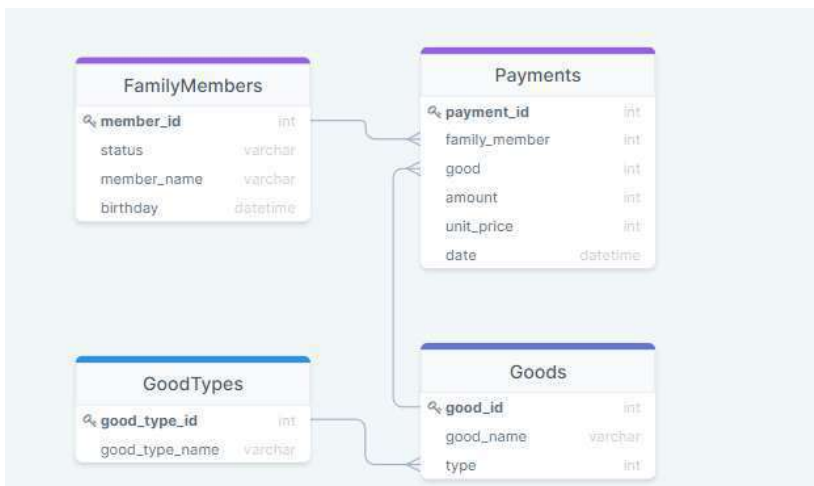 FamilyMembers
member_id int
status varchar
member_name varchar
birthday datetime
Payments
payment_id int
family_member int
good int
amount int
unit_price int
date datetime
GoodTypes
good_type_id int
good_type_name varchar
Goods
good_id int
good_name varchar
type int